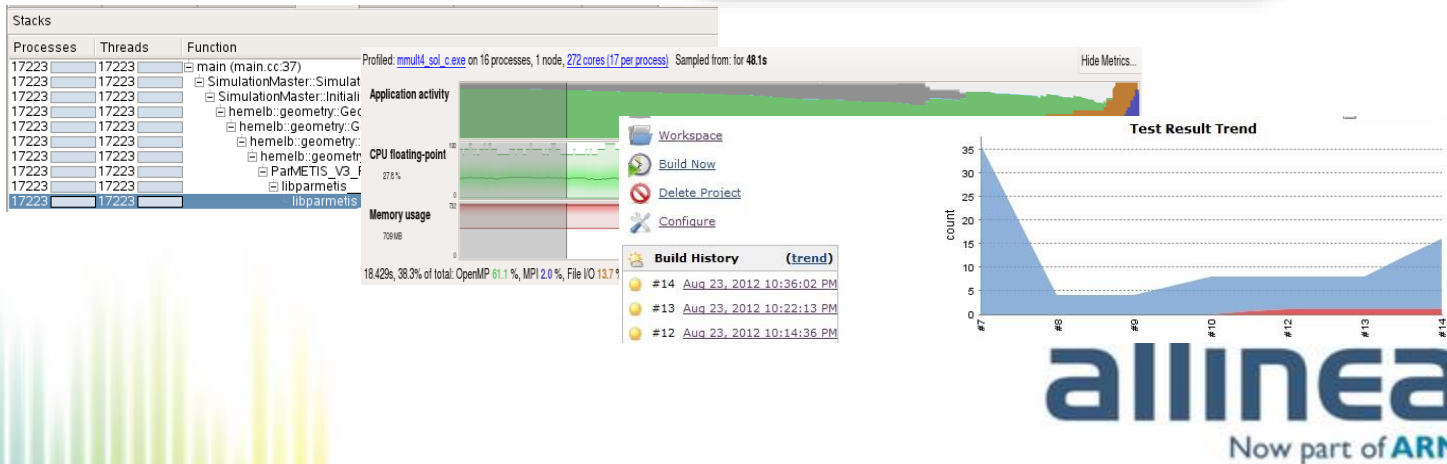 Stacks
Processes Threads Function
17223 17223 main (main.cc:37)
17223 17223 SimulationMaster::Simulat
17223 17223 SimulationMaster::Initiali
17223 17223 hemelb::geometry::Geo
17223 17223 hemelb::geometry::G
17223 17223 hemelb::geometry::
17223 17223 hemelb::geometry
17223 17223 ParMETIS_V3_
17223 17223 libparmetis_
17223 17223 libparmetis
Profiled: mmult4_sol_c.exe on 16 processes, 1 node, 272 cores (17 per process) Sampled from: for 48.1s Hide Metrics...
Application activity
CPU floating-point
100
27.6 %
0
Memory usage
702
709 MB
0
18.429s, 38.3% of total: OpenMP 61.1 %, MPI 2.0 %, File I/O 13.7 %
Workspace
Build Now
Delete Project
Configure
Build History (trend)
#14 Aug 23, 2012 10:36:02 PM
#13 Aug 23, 2012 10:22:13 PM
#12 Aug 23, 2012 10:14:36 PM
Test Result Trend
count
35
30
25
20
15
10
5
0
#7 #8 #9 #10 #12 #13 #14
allinea
Now part of ARM